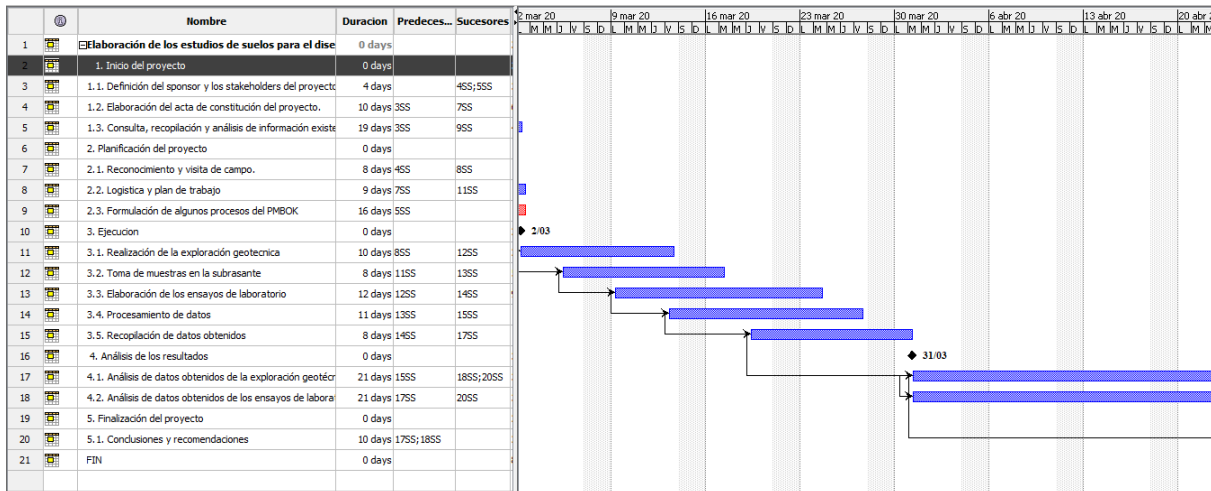 Nombre Duracion Predeces... Sucesores
2 mar 20 9 mar 20 16 mar 20 23 mar 20 30 mar 20 6 abr 20 13 abr 20 20 abr
L M M J V S D L M M J V S D L M M J V S D L M M J V S D L M M J V S D L M M J V S D L M M J V S D L M M
1 Elaboración de los estudios de suelos para el dise 0 days
2 1. Inicio del proyecto 0 days
3 1.1. Definición del sponsor y los stakeholders del proyecto 4 days 4SS;5SS
4 1.2. Elaboración del acta de constitución del proyecto. 10 days 3SS 7SS
5 1.3. Consulta, recopilación y análisis de información existe 19 days 3SS 9SS
6 2. Planificación del proyecto 0 days
7 2.1. Reconocimiento y visita de campo. 8 days 4SS 8SS
8 2.2. Logistica y plan de trabajo 9 days 7SS 11SS
9 2.3. Formulación de algunos procesos del PMBOK 16 days 5SS
10 3. Ejecucion 0 days 2/03
11 3.1. Realización de la exploración geotecnica 10 days 8SS 12SS
12 3.2. Toma de muestras en la subrasante 8 days 11SS 13SS
13 3.3. Elaboración de los ensayos de laboratorio 12 days 12SS 14SS
14 3.4. Procesamiento de datos 11 days 13SS 15SS
15 3.5. Recopilación de datos obtenidos 8 days 14SS 17SS
16 4. Análisis de los resultados 0 days 31/03
17 4.1. Análisis de datos obtenidos de la exploración geotécr 21 days 15SS 18SS;20SS
18 4.2. Análisis de datos obtenidos de los ensayos de labora 21 days 17SS 20SS
19 5. Finalización del proyecto 0 days
20 5.1. Conclusiones y recomendaciones 10 days 17SS;18SS
21 FIN 0 days